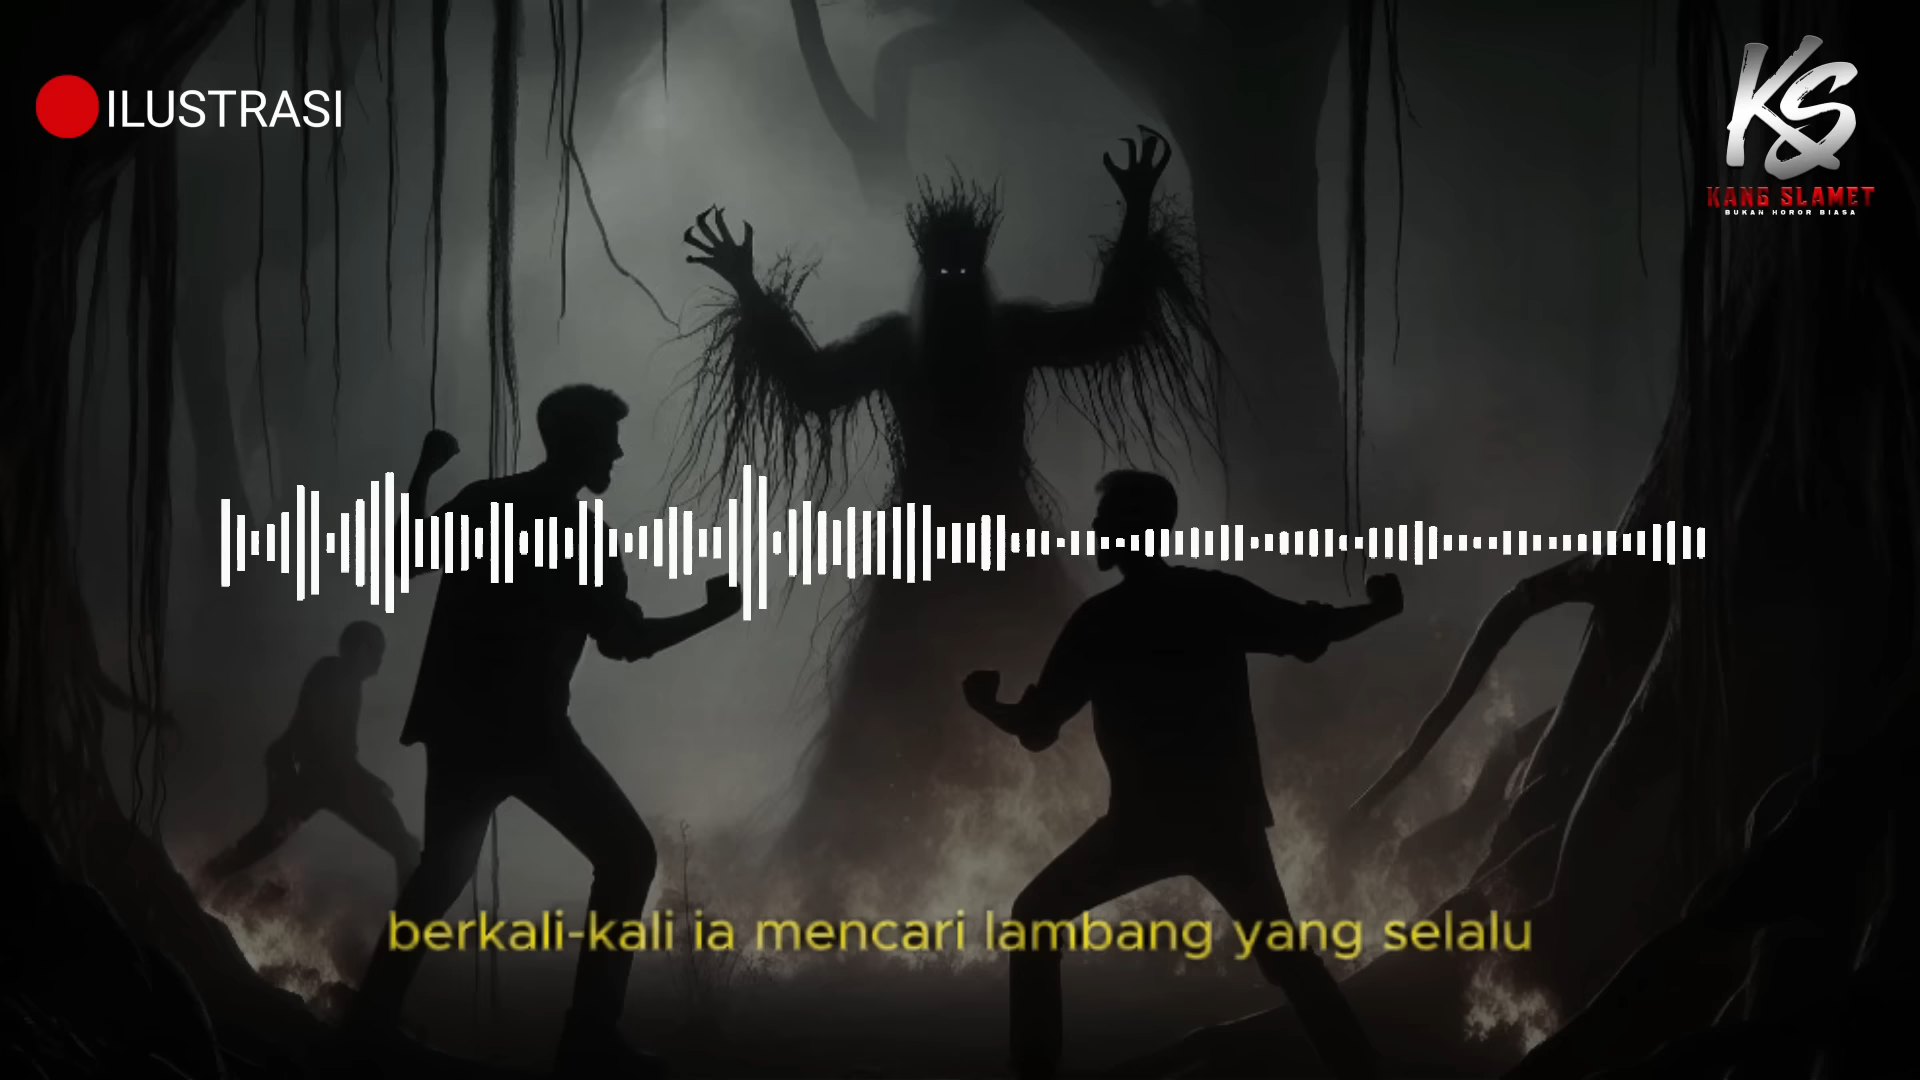 ILUSTRASI
KS
KANG SLAMET
BUKAN HOROR BIASA
berkali-kali ia mencari lambang yang selalu